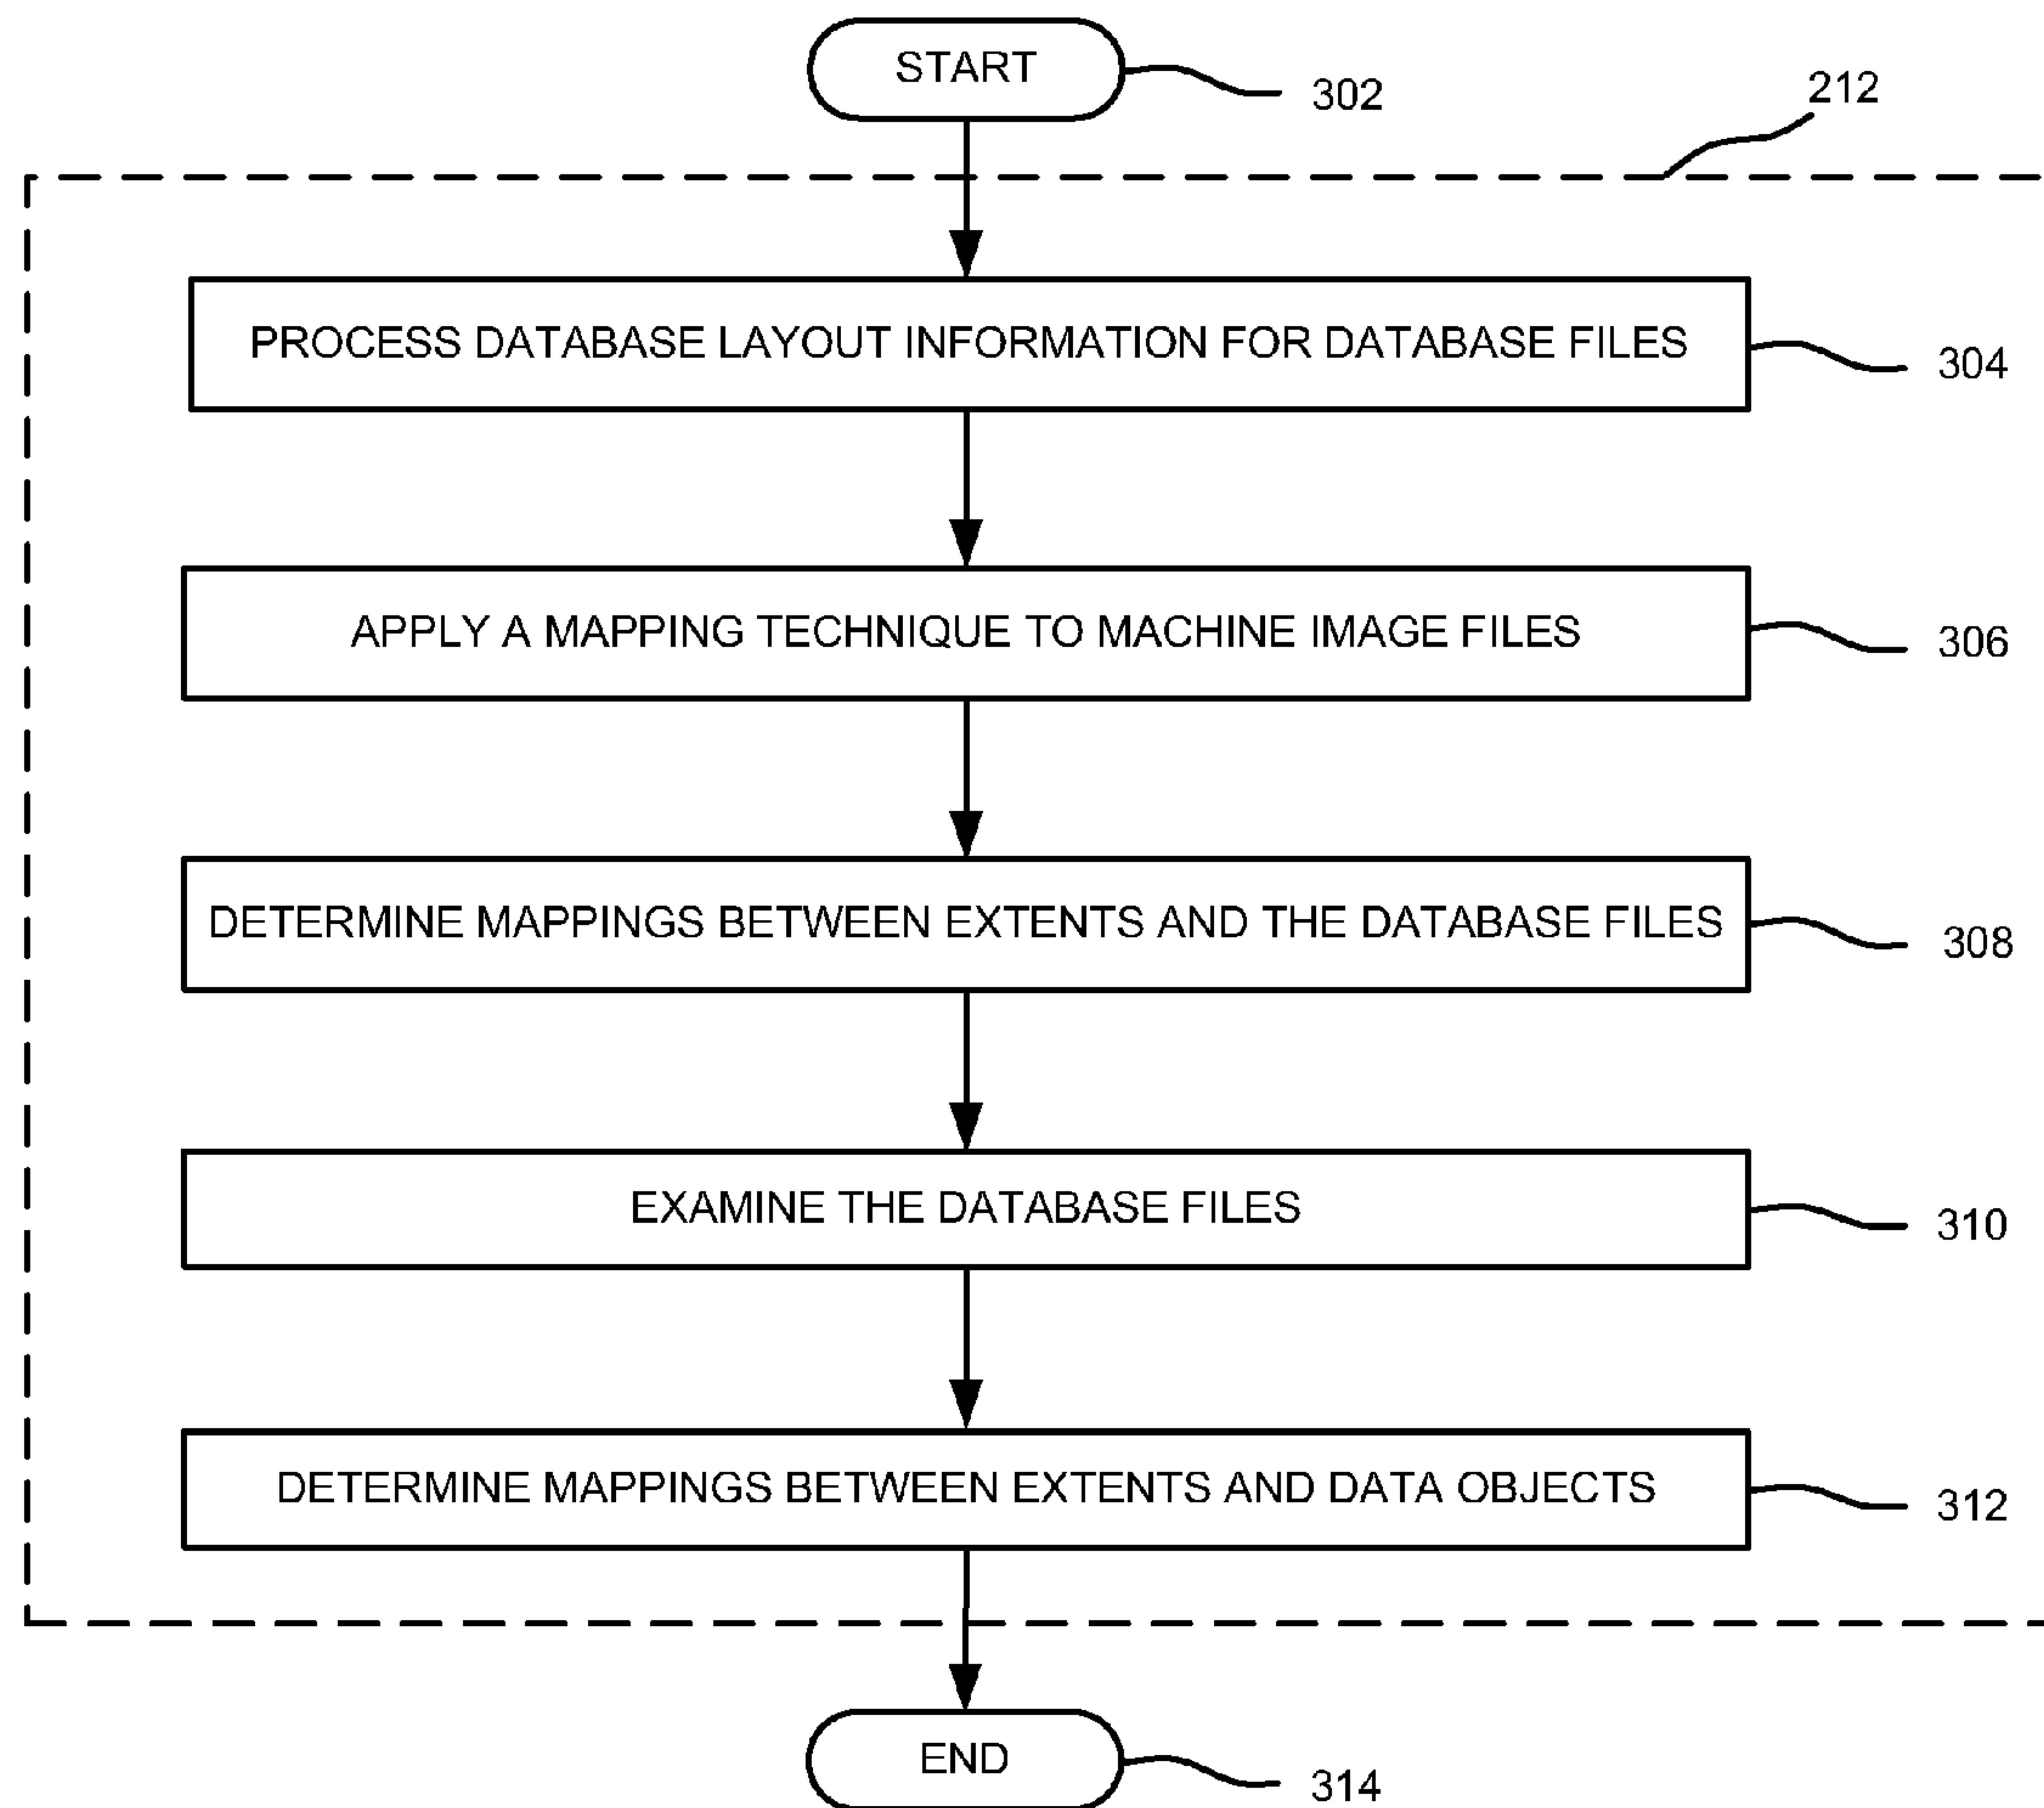 START
302
212
PROCESS DATABASE LAYOUT INFORMATION FOR DATABASE FILES
304
APPLY A MAPPING TECHNIQUE TO MACHINE IMAGE FILES
306
DETERMINE MAPPINGS BETWEEN EXTENTS AND THE DATABASE FILES
308
EXAMINE THE DATABASE FILES
310
DETERMINE MAPPINGS BETWEEN EXTENTS AND DATA OBJECTS
312
END
314